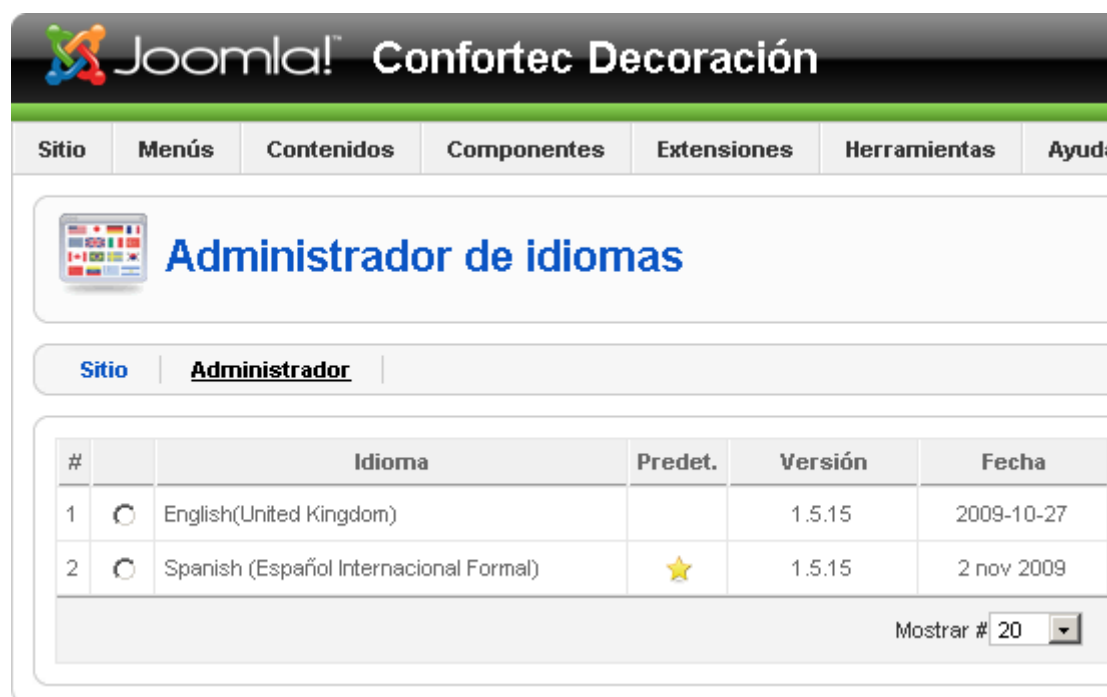 Joomla!™ Confortec Decoración
Sitio Menús Contenidos Componentes Extensiones Herramientas
Administrador de idiomas
Sitio Administrador
# Idioma Predet. Versión Fecha
1 English(United Kingdom) 1.5.15 2009-10-27
2 Spanish (Español Internacional Formal) 1.5.15 2 nov 2009
Mostrar # 20